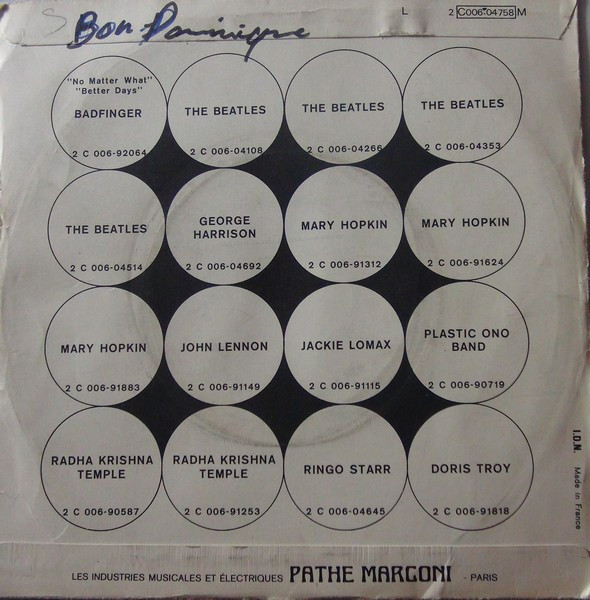 L 2 C006-04758 M
Bon Dominique
"No Matter What"
"Better Days"
BADFINGER
2 C 006-92064
THE BEATLES
2 C 006-04108
THE BEATLES
2 C 006-04266
THE BEATLES
2 C 006-04353
THE BEATLES
2 C 006-04514
GEORGE
HARRISON
2 C 006-04692
MARY HOPKIN
2 C 006-91312
MARY HOPKIN
2 C 006-91624
MARY HOPKIN
2 C 006-91883
JOHN LENNON
2 C 006-91149
JACKIE LOMAX
2 C 006-91115
PLASTIC ONO
BAND
2 C 006-90719
RADHA KRISHNA
TEMPLE
2 C 006-90587
RADHA KRISHNA
TEMPLE
2 C 006-91253
RINGO STARR
2 C 006-04645
DORIS TROY
2 C 006-91818
I.D.N. Made in France
LES INDUSTRIES MUSICALES ET ÉLECTRIQUES PATHE MARCONI - PARIS